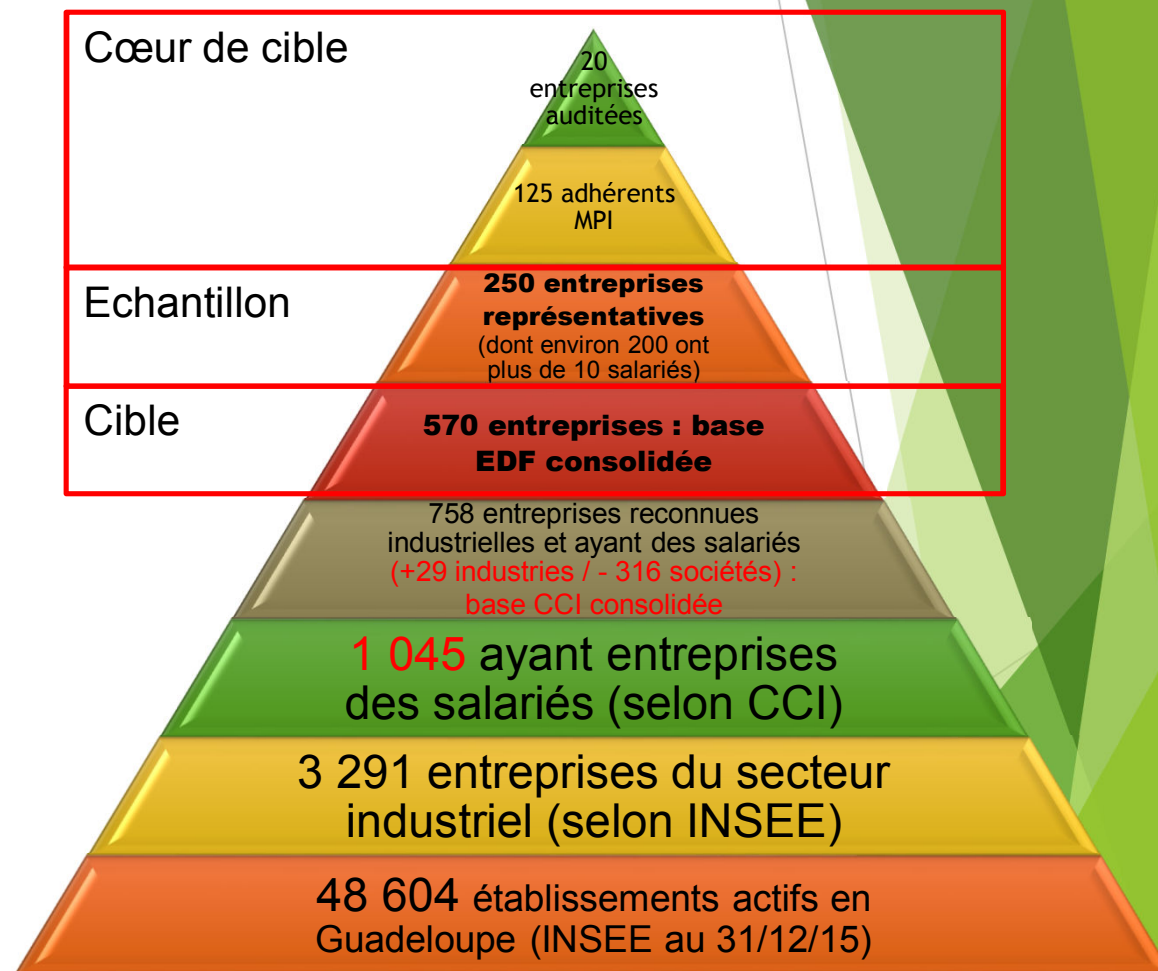 Cœur de cible
20
entreprises
auditées
125 adhérents
MPI
Echantillon
250 entreprises
représentatives
(dont environ 200 ont
plus de 10 salariés)
Cible
570 entreprises : base
EDF consolidée
758 entreprises reconnues
industrielles et ayant des salariés
(+29 industries / - 316 sociétés) :
base CCI consolidée
1 045 ayant entreprises
des salariés (selon CCI)
3 291 entreprises du secteur
industriel (selon INSEE)
48 604 établissements actifs en
Guadeloupe (INSEE au 31/12/15)